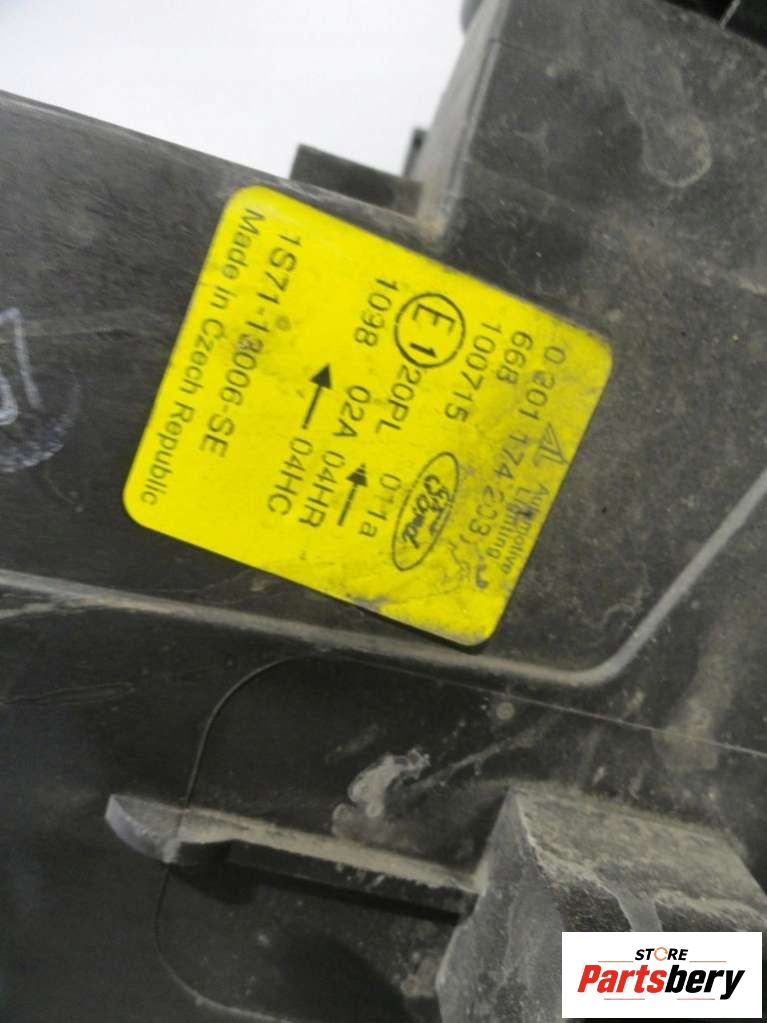 Automotive
Lighting
0 301 174 203
668
100715
Ford
E1
20PL 01 1a
1098 02A 04HR
04HC
1S71-13006-SE
Made in Czech Republic
STORE
Partsbery